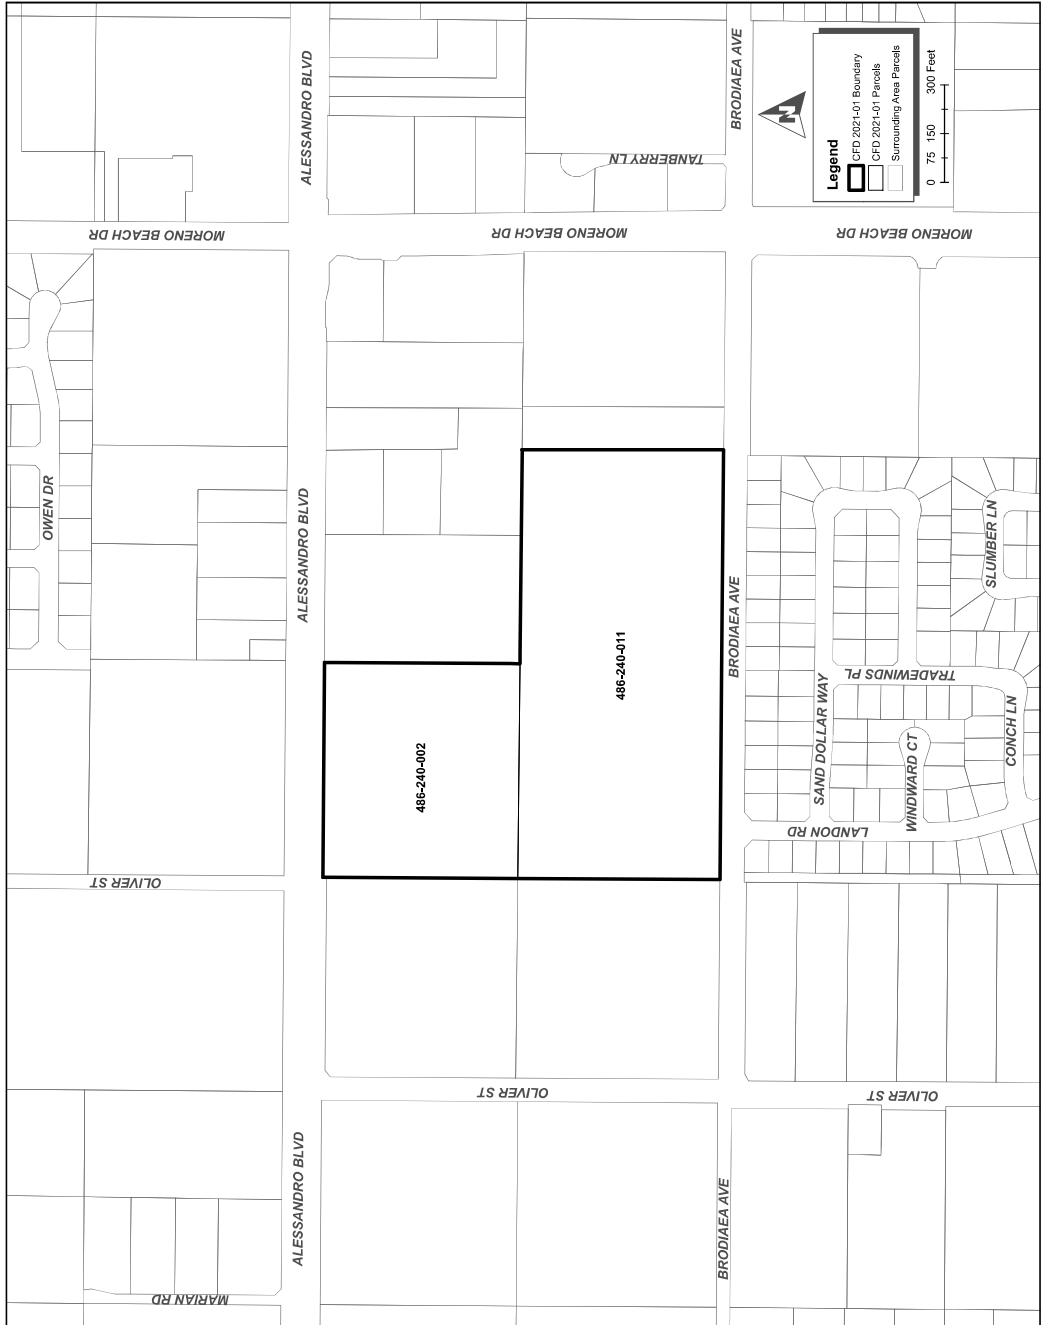 OWEN DR
MORENO BEACH DR
OLIVER ST
MARIAN RD
ALESSANDRO BLVD
ALESSANDRO BLVD
ALESSANDRO BLVD
486-240-002
MORENO BEACH DR
TANBERRY LN
486-240-011
OLIVER ST
BRODIAEA AVE
BRODIAEA AVE
BRODIAEA AVE
SAND DOLLAR WAY
LANDON RD
TRADEWINDS PL
WINDWARD CT
SLUMBER LN
CONCH LN
OLIVER ST
MORENO BEACH DR
N
Legend
CFD 2021-01 Boundary
CFD 2021-01 Parcels
Surrounding Area Parcels
0 75 150 300 Feet